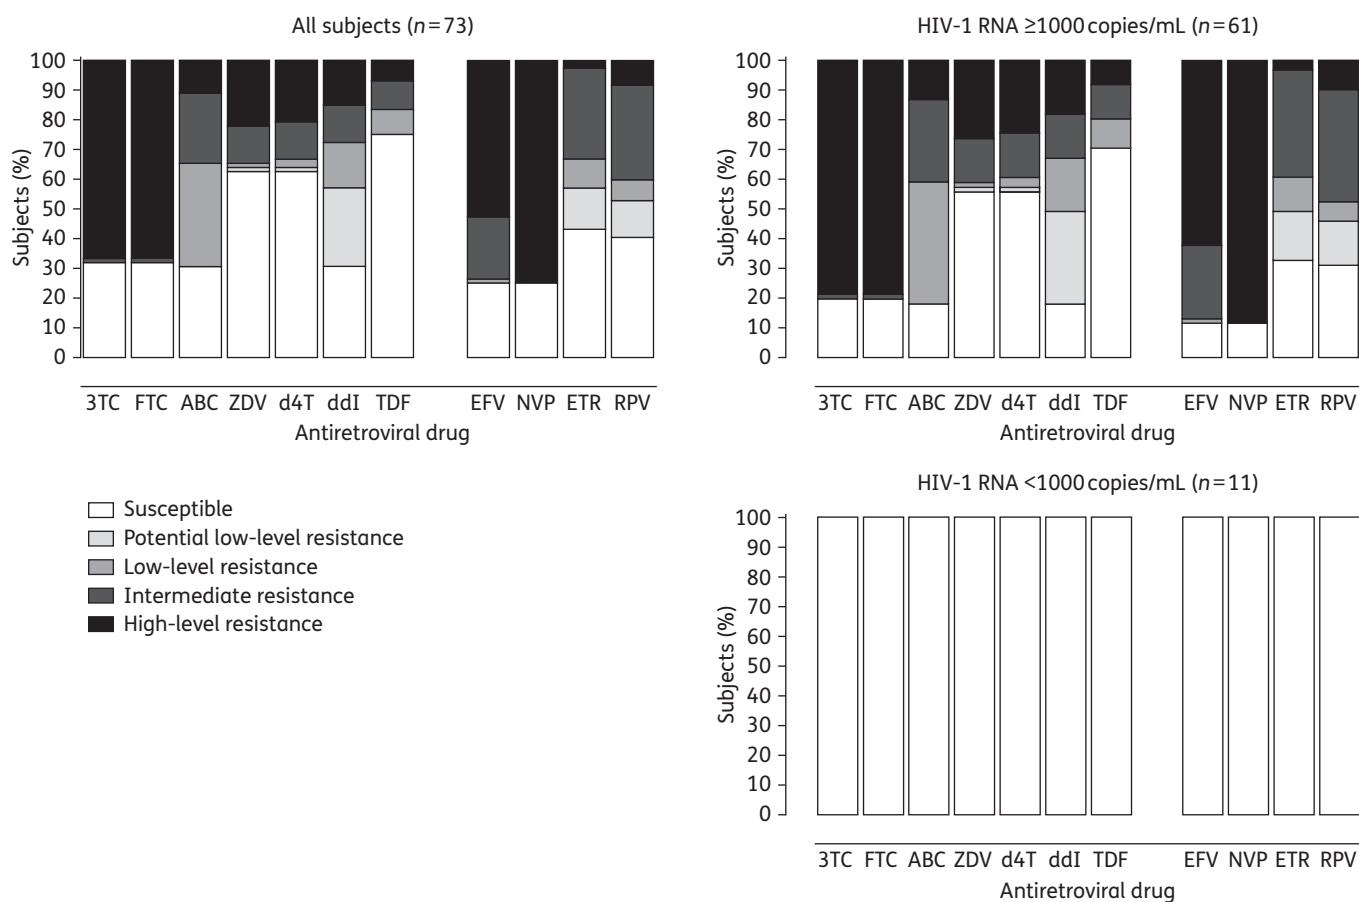 All subjects (n=73)
100
90
80
70
60
50
40
30
20
10
0
Subjects (%)
3TC FTC ABC ZDV d4T ddI TDF EFV NVP ETR RPV
Antiretroviral drug
HIV-1 RNA ≥1000 copies/mL (n=61)
100
90
80
70
60
50
40
30
20
10
0
Subjects (%)
3TC FTC ABC ZDV d4T ddI TDF EFV NVP ETR RPV
Antiretroviral drug
Susceptible
Potential low-level resistance
Low-level resistance
Intermediate resistance
High-level resistance
HIV-1 RNA <1000 copies/mL (n=11)
100
90
80
70
60
50
40
30
20
10
0
Subjects (%)
3TC FTC ABC ZDV d4T ddI TDF EFV NVP ETR RPV
Antiretroviral drug